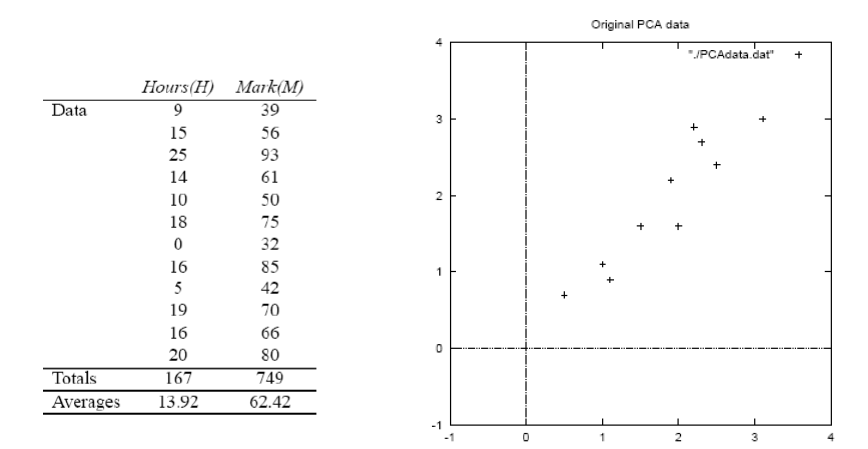 Hours(H) Mark(M)
Data 9 39
15 56
25 93
14 61
10 50
18 75
0 32
16 85
5 42
19 70
16 66
20 80
Totals 167 749
Averages 13.92 62.42
Original PCA data
"./PCAdata.dat"
4
3
2
1
0
-1
-1 0 1 2 3 4